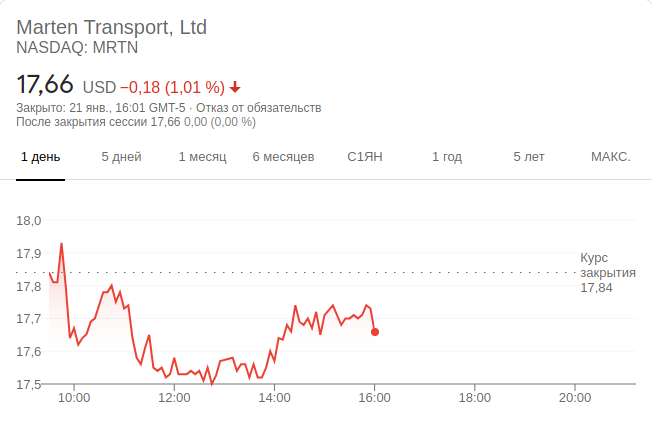 Marten Transport, Ltd
NASDAQ: MRTN
17,66 USD −0,18 (1,01 %)
Закрыто: 21 янв., 16:01 GMT-5 · Отказ от обязательств
После закрытия сессии 17,66 0,00 (0,00 %)
1 день 5 дней 1 месяц 6 месяцев С1ЯН 1 год 5 лет МАКС.
18,0
17,9
17,8
17,7
17,6
17,5
Курс
закрытия
17,84
10:00 12:00 14:00 16:00 18:00 20:00